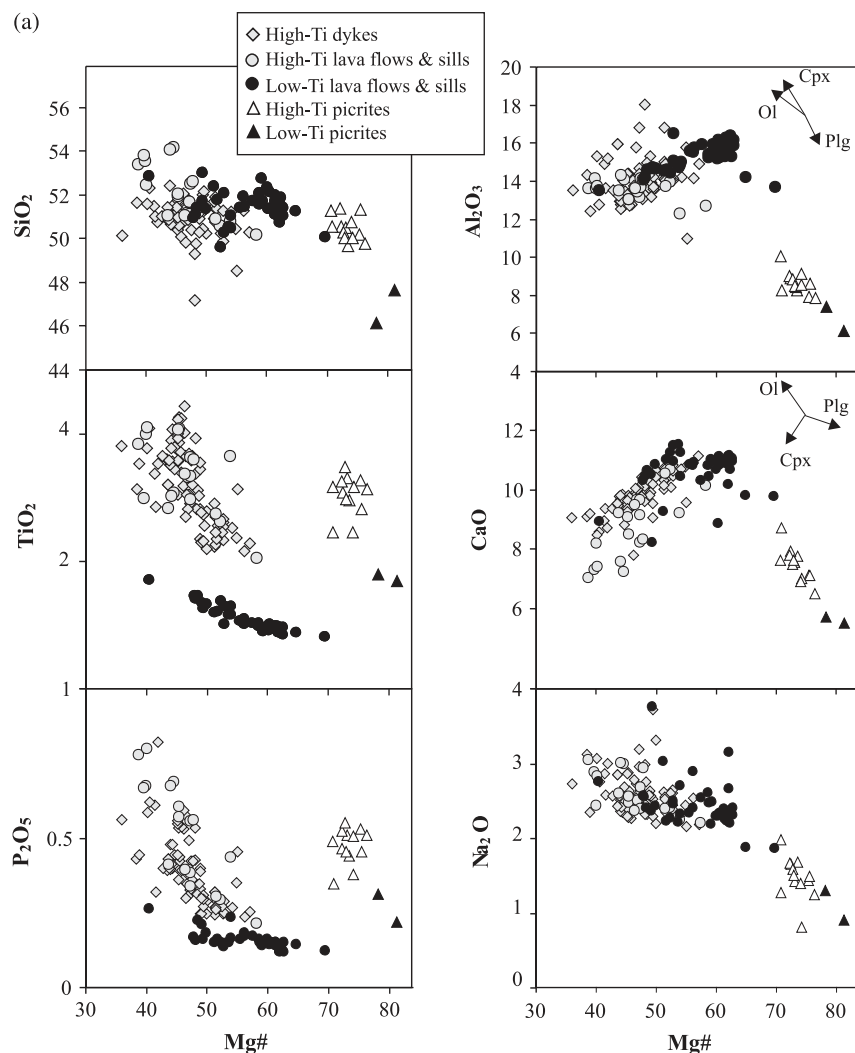 (a)
High-Ti dykes
High-Ti lava flows & sills
Low-Ti lava flows & sills
High-Ti picrites
Low-Ti picrites
56
54
52
50
48
46
44
SiO2
20
18
16
14
12
10
8
6
4
Al2O3
Cpx
Ol
Plg
4
2
1
TiO2
12
10
8
6
4
CaO
Ol
Plg
Cpx
0.5
0
P2O5
3
2
1
0
Na2O
30 40 50 60 70 80
Mg#
30 40 50 60 70 80
Mg#